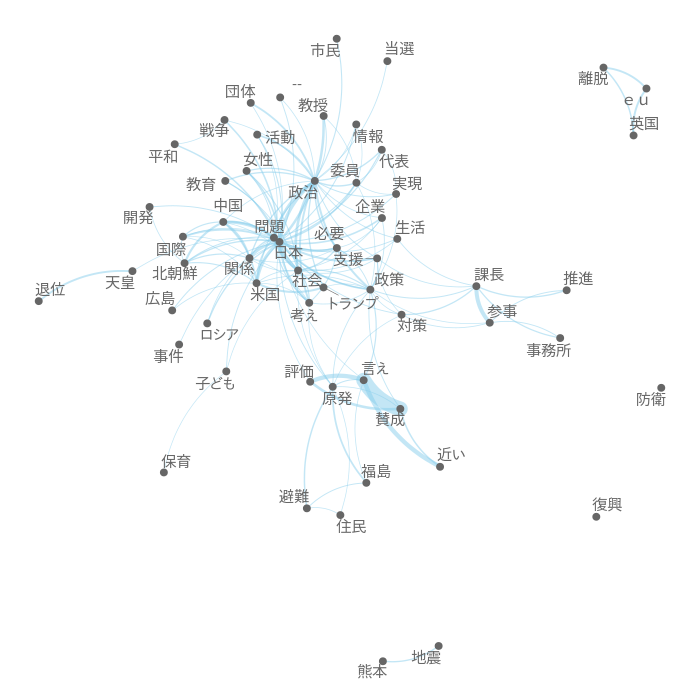 市民
当選
離脱
ｅｕ
英国
団体
--
教授
戦争
活動
情報
平和
女性
委員
代表
教育
政治
実現
中国
企業
開発
問題
必要
生活
国際
日本
支援
北朝鮮
関係
社会
政策
課長
推進
退位
天皇
広島
米国
トランプ
考え
対策
参事
ロシア
事件
事務所
子ども
評価
言え
原発
賛成
防衛
保育
近い
福島
避難
復興
住民
地震
熊本